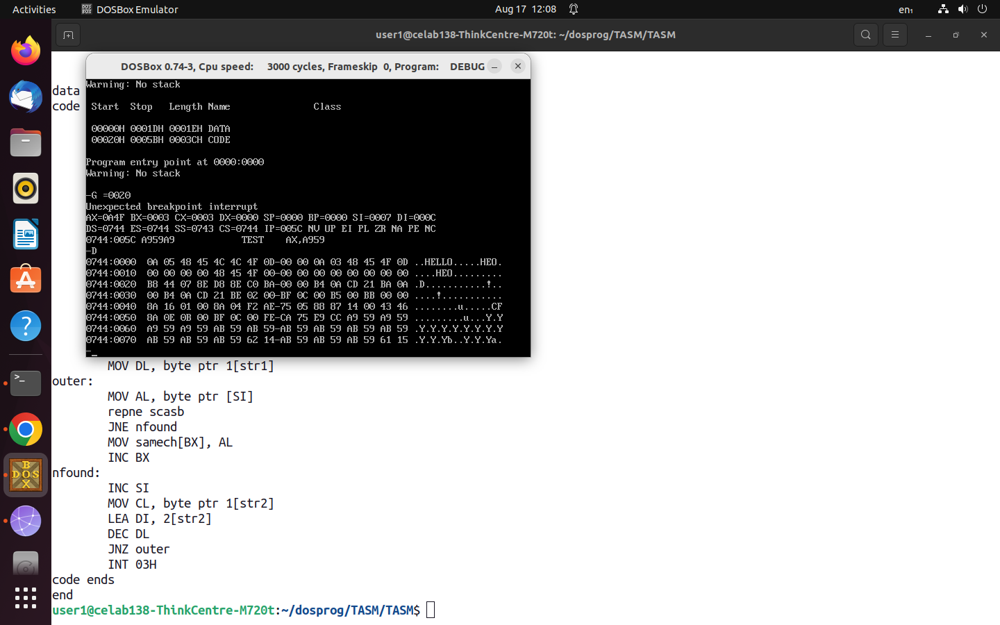 Activities
DOSBox Emulator
Aug 17 12:08
en₁
user1@celab138-ThinkCentre-M720t: ~/dosprog/TASM/TASM
data
code
DOSBox 0.74-3, Cpu speed: 3000 cycles, Frameskip 0, Program: DEBUG
Warning: No stack
Start Stop Length Name Class
00000H 0001DH 0001EH DATA
00020H 0005BH 0003CH CODE
Program entry point at 0000:0000
Warning: No stack
-G =0020
Unexpected breakpoint interrupt
AX=0A4F BX=0003 CX=0003 DX=0000 SP=0000 BP=0000 SI=0007 DI=000C
DS=0744 ES=0744 SS=0743 CS=0744 IP=005C NV UP EI PL ZR NA PE NC
0744:005C A959A9 TEST AX,A959
-D
0744:0000 0A 05 48 45 4C 4C 4F 0D-00 00 0A 03 48 45 4F 0D ..HELLO.....HEO.
0744:0010 00 00 00 00 48 45 4F 00-00 00 00 00 00 00 00 00 ....HEO.........
0744:0020 B8 44 07 8E D8 8E C0 BA-00 00 B4 0A CD 21 BA 0A .D...........!..
0744:0030 00 B4 0A CD 21 BE 02 00-BF 0C 00 B5 00 BB 00 00 ....!...........
0744:0040 8A 16 01 00 8A 04 F2 AE-75 05 88 87 14 00 43 46 ........u.....CF
0744:0050 8A 0E 0B 00 BF 0C 00 FE-CA 75 E9 CC A9 59 A9 59 .........u...Y.Y
0744:0060 A9 59 A9 59 AB 59 AB 59-AB 59 AB 59 AB 59 AB 59 .Y.Y.Y.Y.Y.Y.Y.Y
0744:0070 AB 59 AB 59 AB 59 62 14-AB 59 AB 59 AB 59 61 15 .Y.Y.Yb..Y.Y.Ya.
-_
MOV DL, byte ptr 1[str1]
outer:
MOV AL, byte ptr [SI]
repne scasb
JNE nfound
MOV samech[BX], AL
INC BX
nfound:
INC SI
MOV CL, byte ptr 1[str2]
LEA DI, 2[str2]
DEC DL
JNZ outer
INT 03H
code ends
end
user1@celab138-ThinkCentre-M720t:~/dosprog/TASM/TASM$